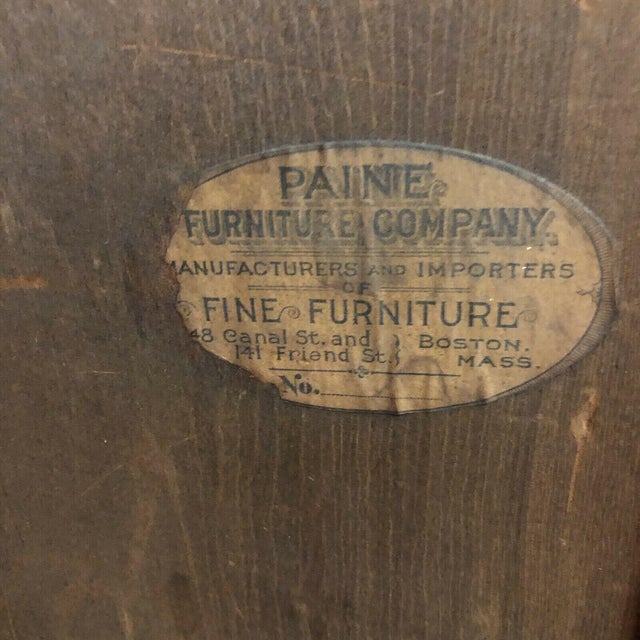 PAINE
FURNITURE COMPANY.
MANUFACTURERS AND IMPORTERS
OF
FINE FURNITURE
48 Canal St. and } BOSTON.
141 Friend St. } MASS.
No.